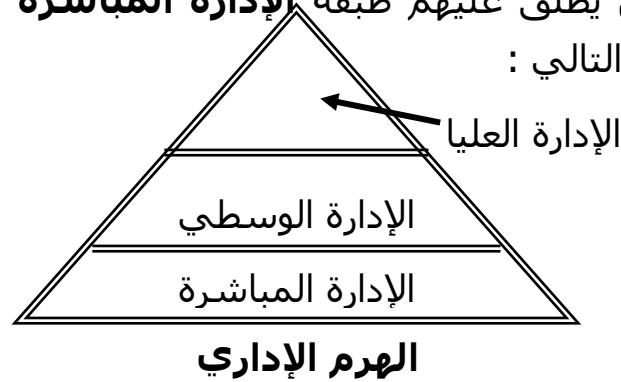 يطلق عليهم طبقة الإدارة المباشرة
التالي :
الإدارة العليا
الإدارة الوسطي
الإدارة المباشرة
الهرم الإداري